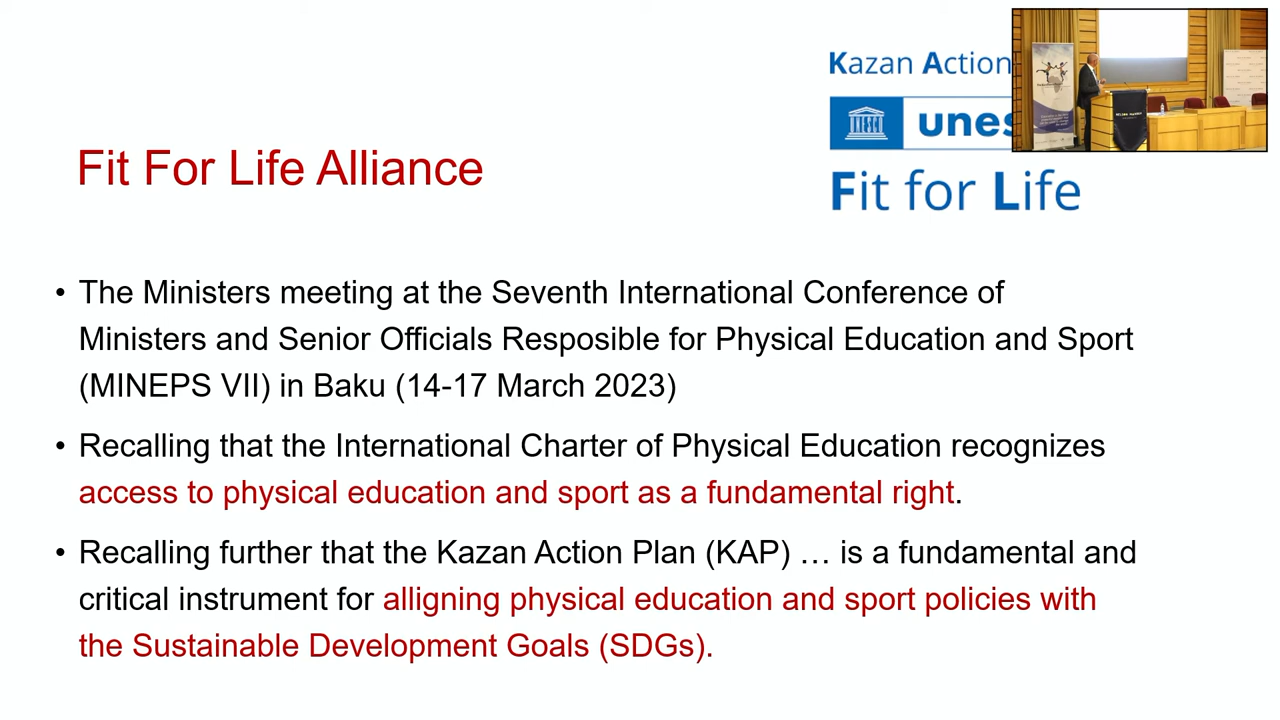 Kazan Action
UNESCO
unes
Fit for Life
Fit For Life Alliance
• The Ministers meeting at the Seventh International Conference of
Ministers and Senior Officials Resposible for Physical Education and Sport
(MINEPS VII) in Baku (14-17 March 2023)
• Recalling that the International Charter of Physical Education recognizes
access to physical education and sport as a fundamental right.
• Recalling further that the Kazan Action Plan (KAP) … is a fundamental and
critical instrument for alligning physical education and sport policies with
the Sustainable Development Goals (SDGs).